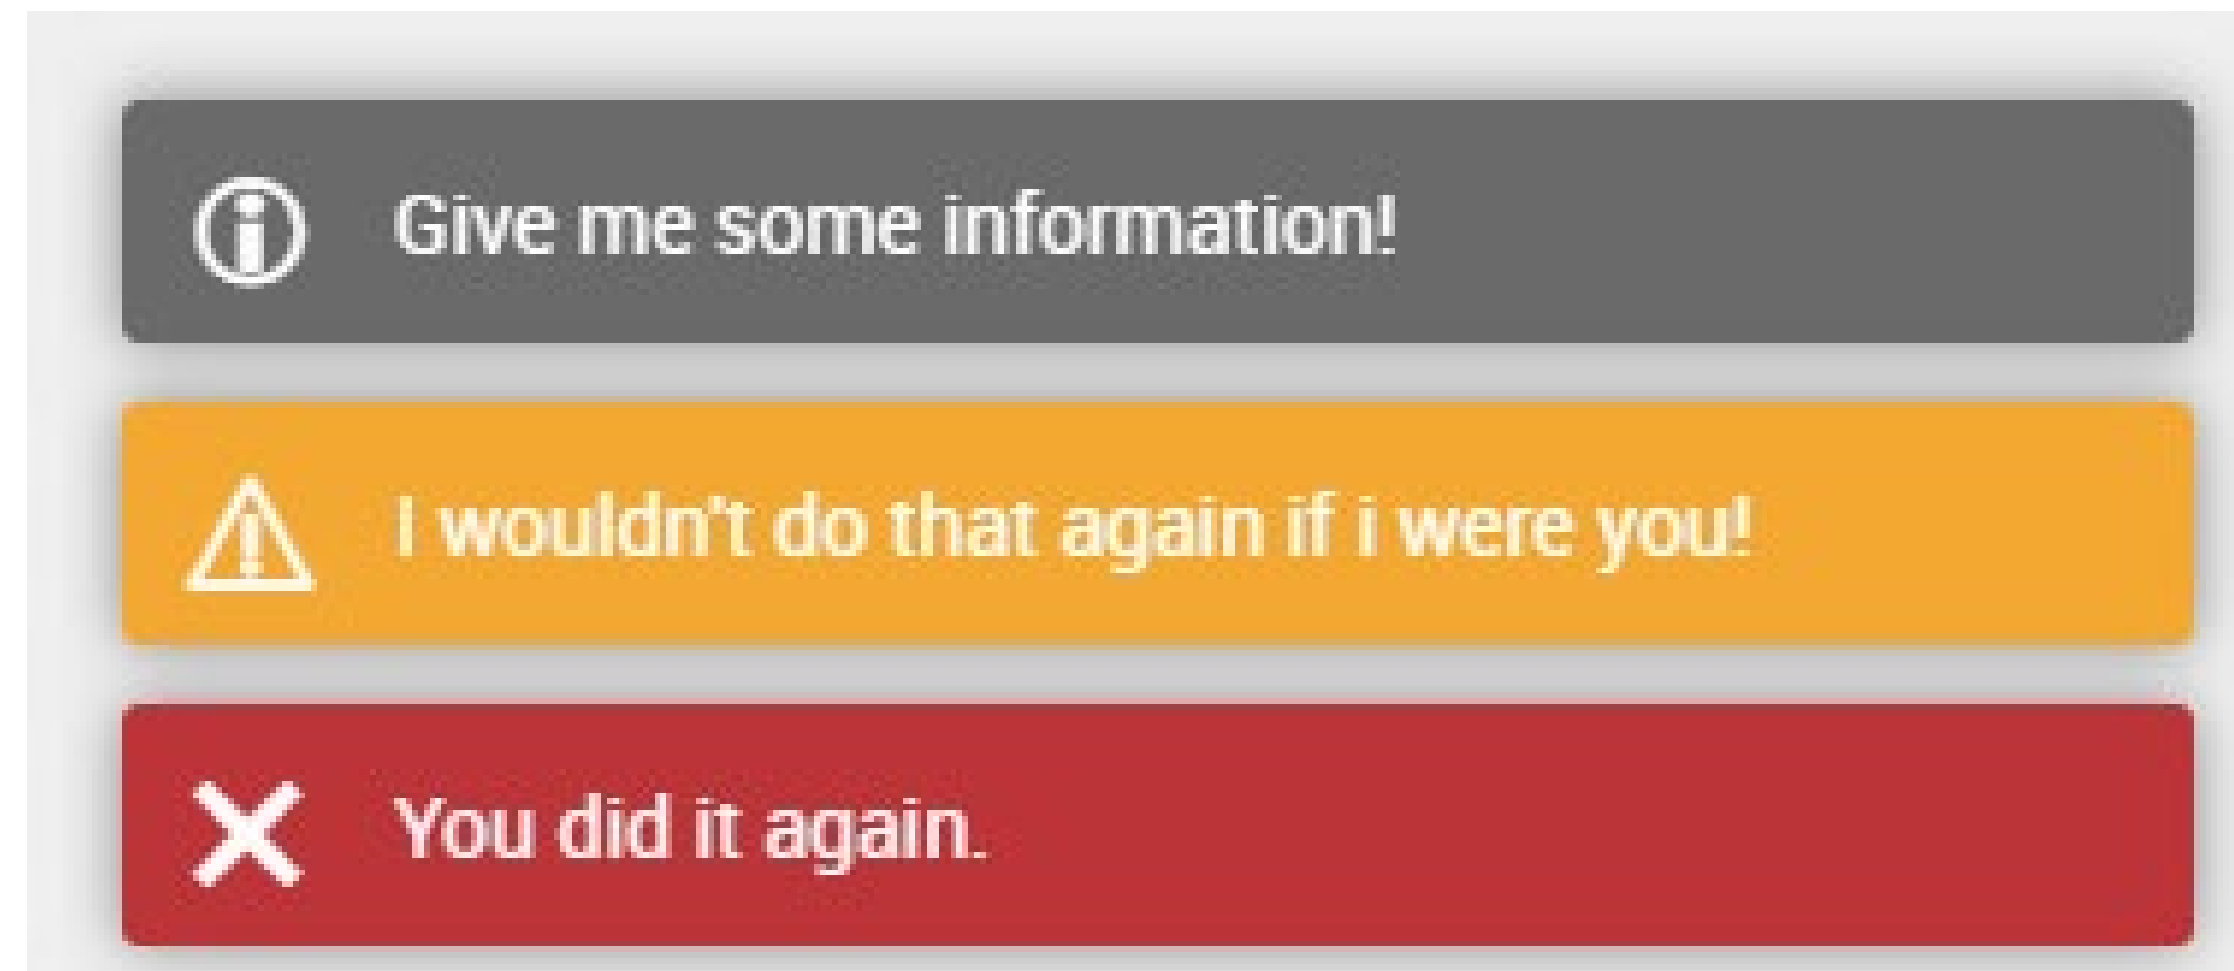 Give me some information!
I wouldn't do that again if i were you!
You did it again.